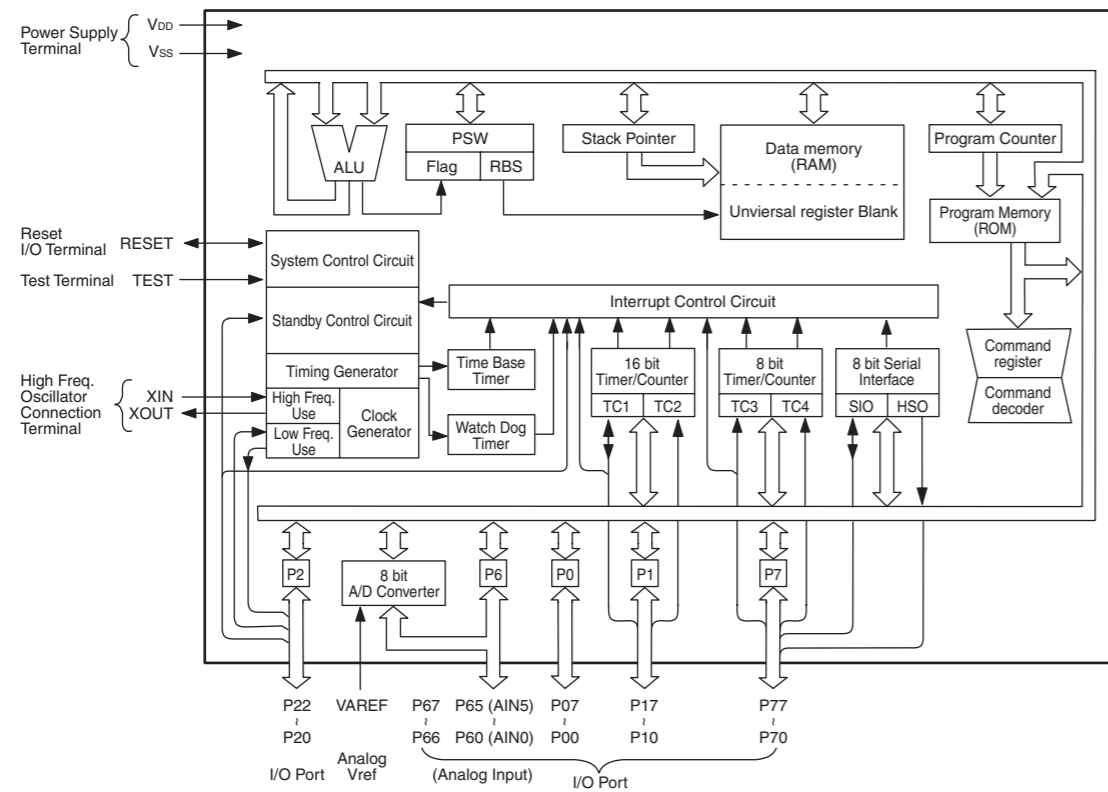 Power Supply
Terminal
VDD
VSS
ALU
PSW
Flag
RBS
Stack Pointer
Data memory
(RAM)
Unviersal register Blank
Program Counter
Program Memory
(ROM)
Reset
I/O Terminal
RESET
Test Terminal
TEST
System Control Circuit
Standby Control Circuit
Interrupt Control Circuit
Timing Generator
Time Base
Timer
16 bit
Timer/Counter
TC1
TC2
8 bit
Timer/Counter
TC3
TC4
8 bit Serial
Interface
SIO
HSO
Command
register
Command
decoder
High Freq.
Oscillator
Connection
Terminal
XIN
XOUT
High Freq.
Use
Low Freq.
Use
Clock
Generator
Watch Dog
Timer
P2
8 bit
A/D Converter
P6
P0
P1
P7
P22
~
P20
VAREF
P67
~
P66
P65 (AIN5)
~
P60 (AIN0)
P07
~
P00
P17
~
P10
P77
~
P70
I/O Port
Analog
Vref
(Analog Input)
I/O Port